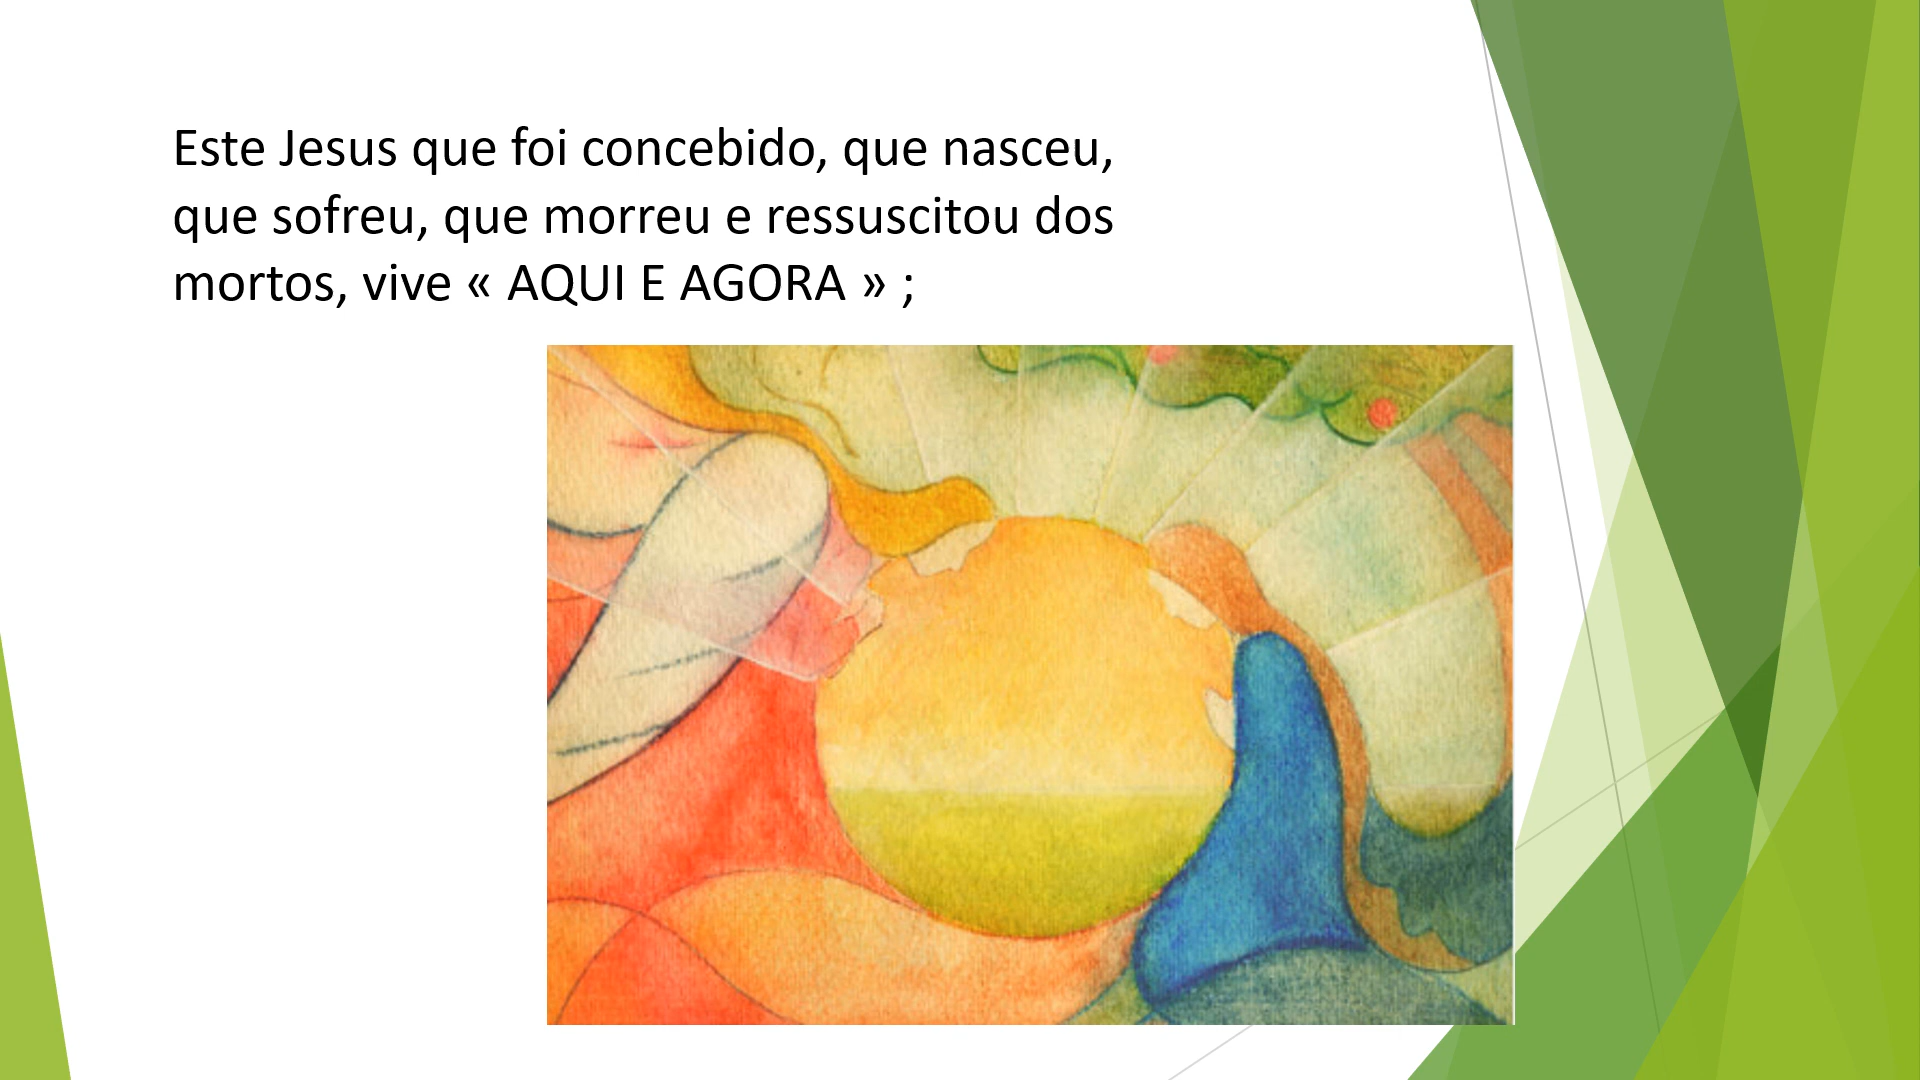 Este Jesus que foi concebido, que nasceu,
que sofreu, que morreu e ressuscitou dos
mortos, vive « AQUI E AGORA » ;